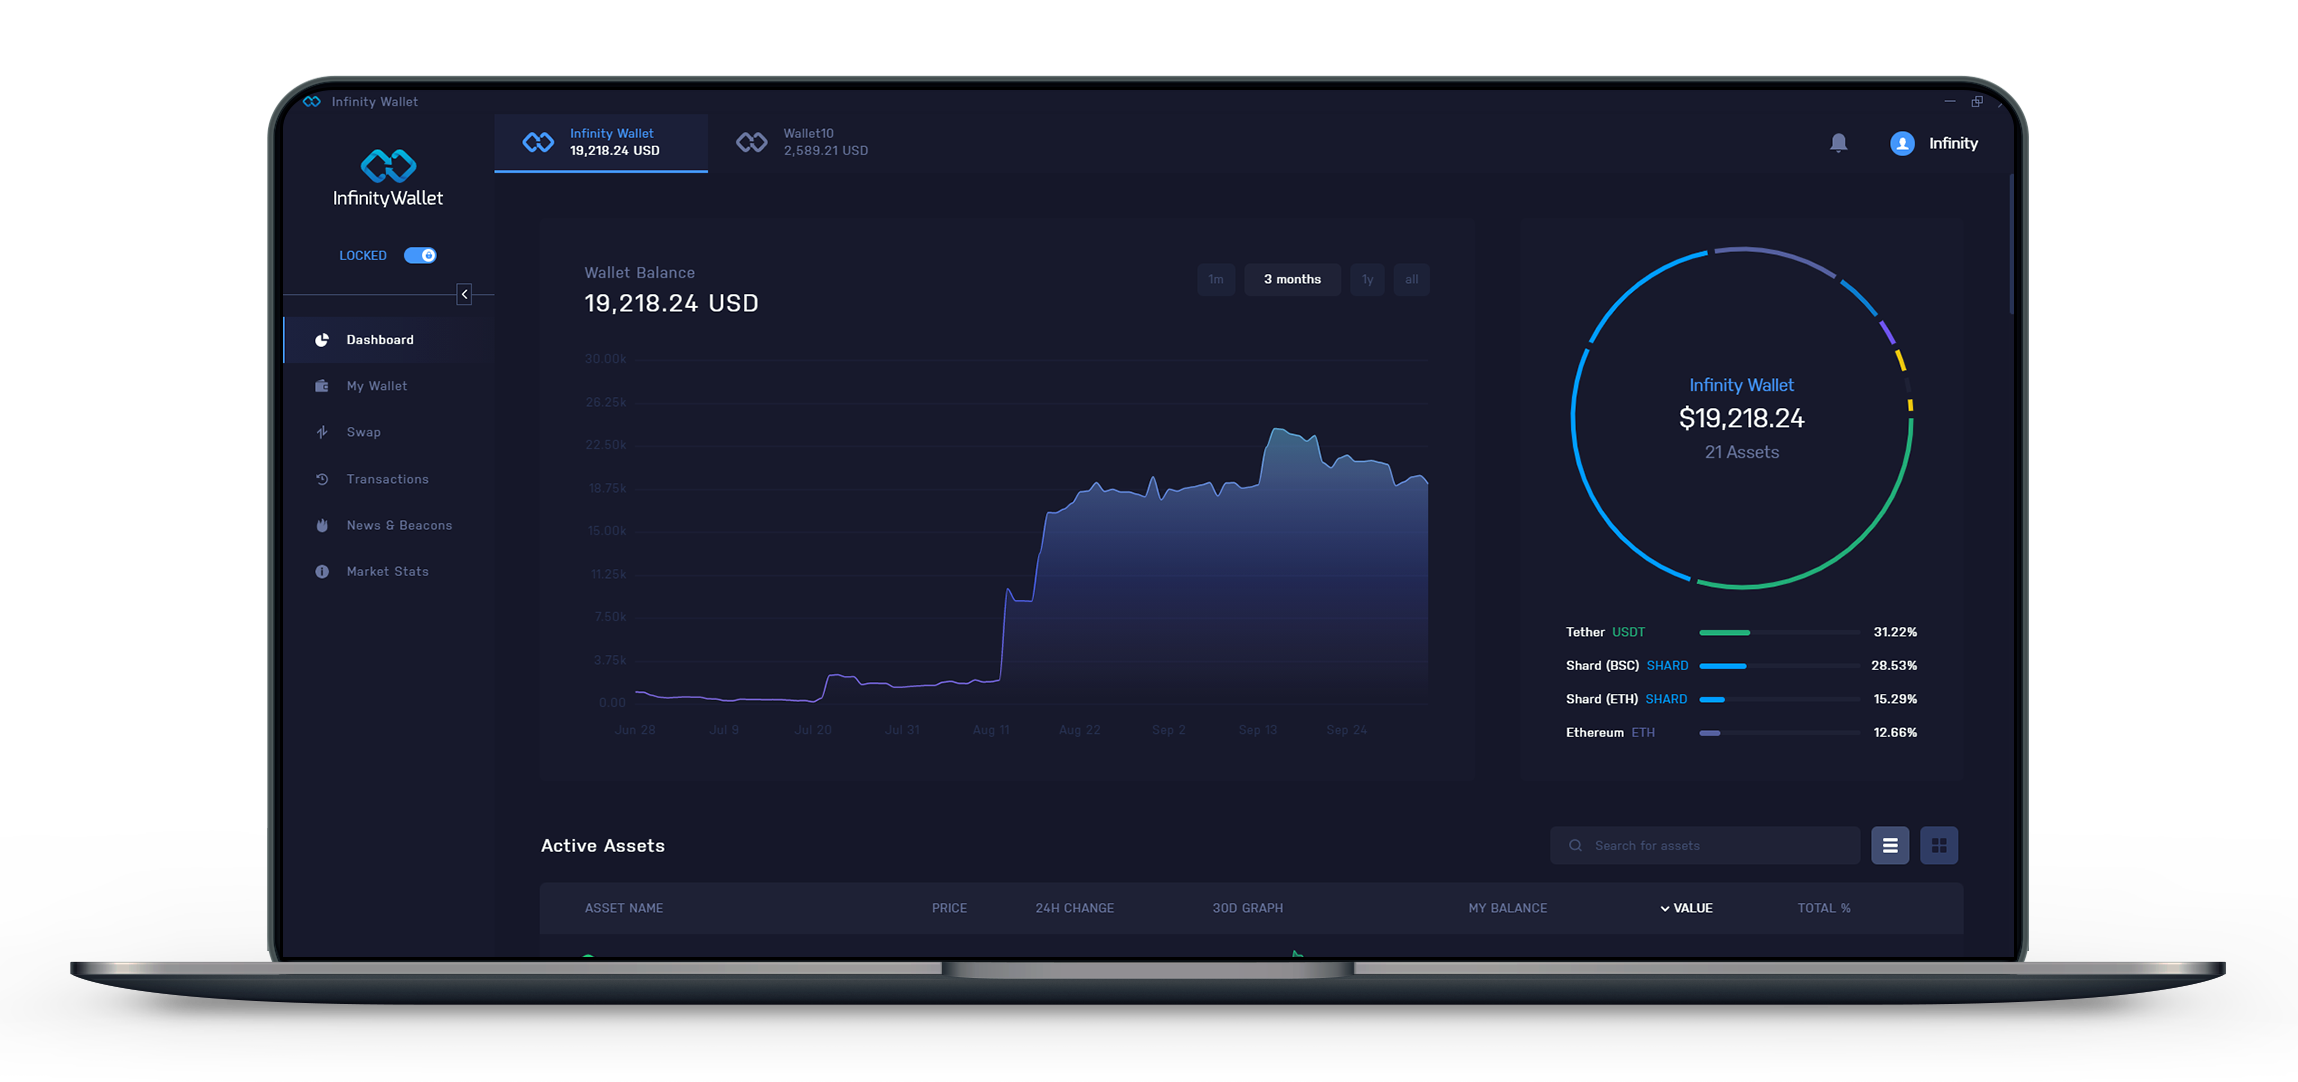 Infinity Wallet
InfinityWallet
LOCKED
Dashboard
My Wallet
Swap
Transactions
News & Beacons
Market Stats
Infinity Wallet
19,218.24 USD
Wallet10
2,589.21 USD
Infinity
Wallet Balance
19,218.24 USD
1m
3 months
1y
all
30.00k
26.25k
22.50k
18.75k
15.00k
11.25k
7.50k
3.75k
0.00
Jun 28
Jul 9
Jul 20
Jul 31
Aug 11
Aug 22
Sep 2
Sep 13
Sep 24
Infinity Wallet
$19,218.24
21 Assets
Tether USDT 31.22%
Shard (BSC) SHARD 28.53%
Shard (ETH) SHARD 15.29%
Ethereum ETH 12.66%
Active Assets
Search for assets
ASSET NAME
PRICE
24H CHANGE
30D GRAPH
MY BALANCE
VALUE
TOTAL %